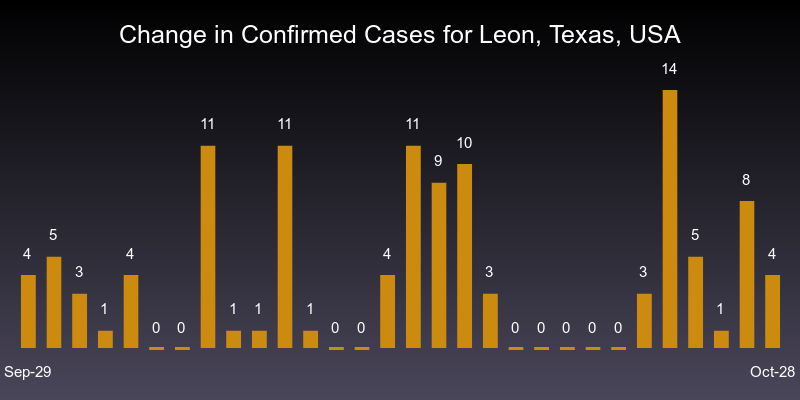 Change in Confirmed Cases for Leon, Texas, USA
4 5 3 1 4 0 0 11 1 1 11 1 0 0 4 11 9 10 3 0 0 0 0 0 3 14 5 1 8 4
Sep-29 Oct-28